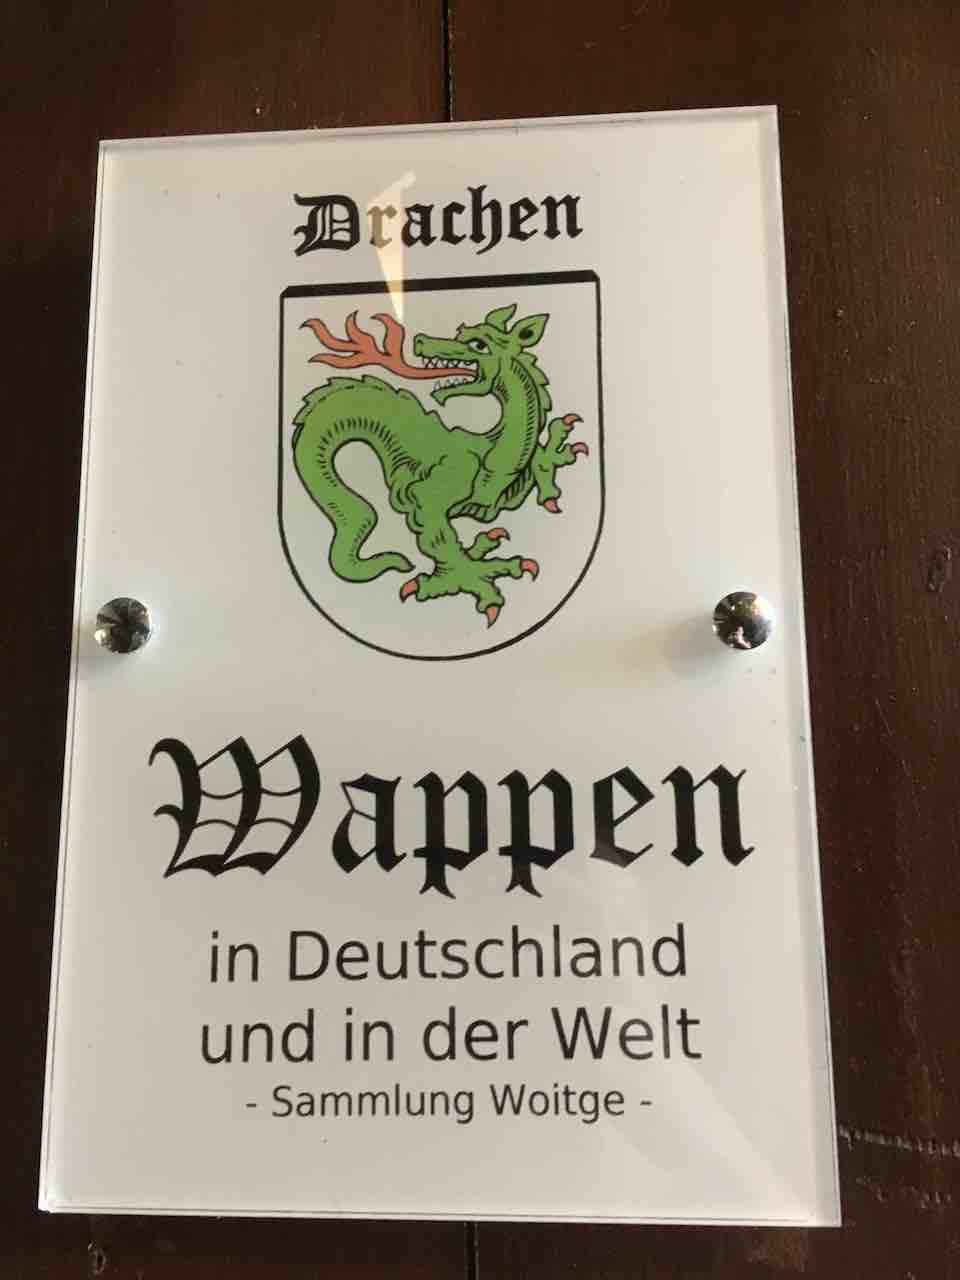 Drachen
Wappen
in Deutschland
und in der Welt
- Sammlung Woitge -